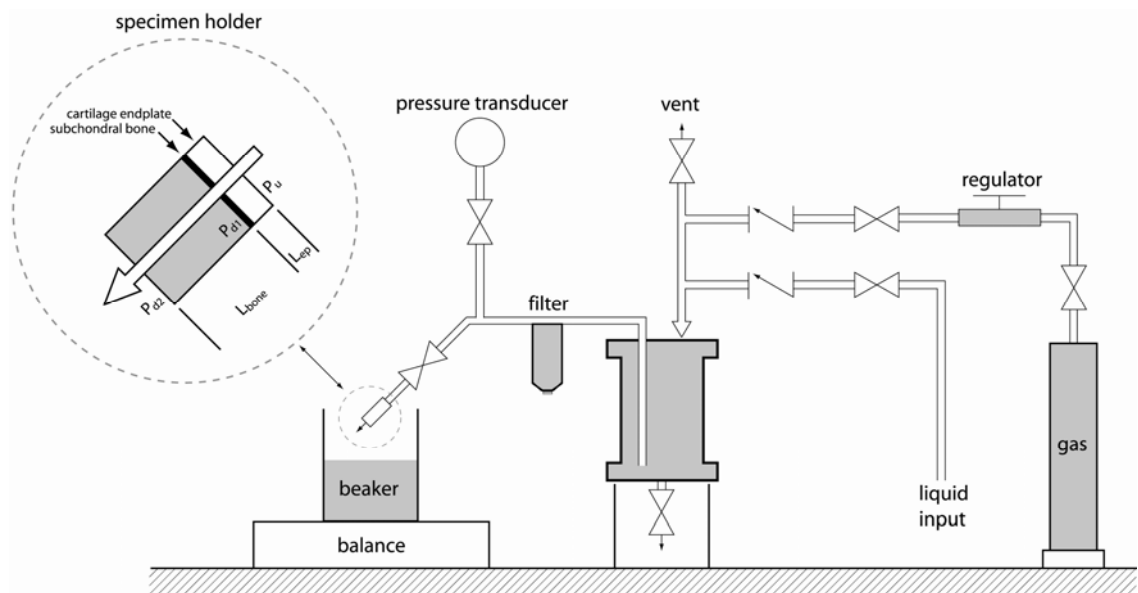 specimen holder
cartilage endplate
subchondral bone
Pu
Pd1
Lep
Pd2
Lbone
pressure transducer
vent
regulator
filter
gas
beaker
liquid
input
balance